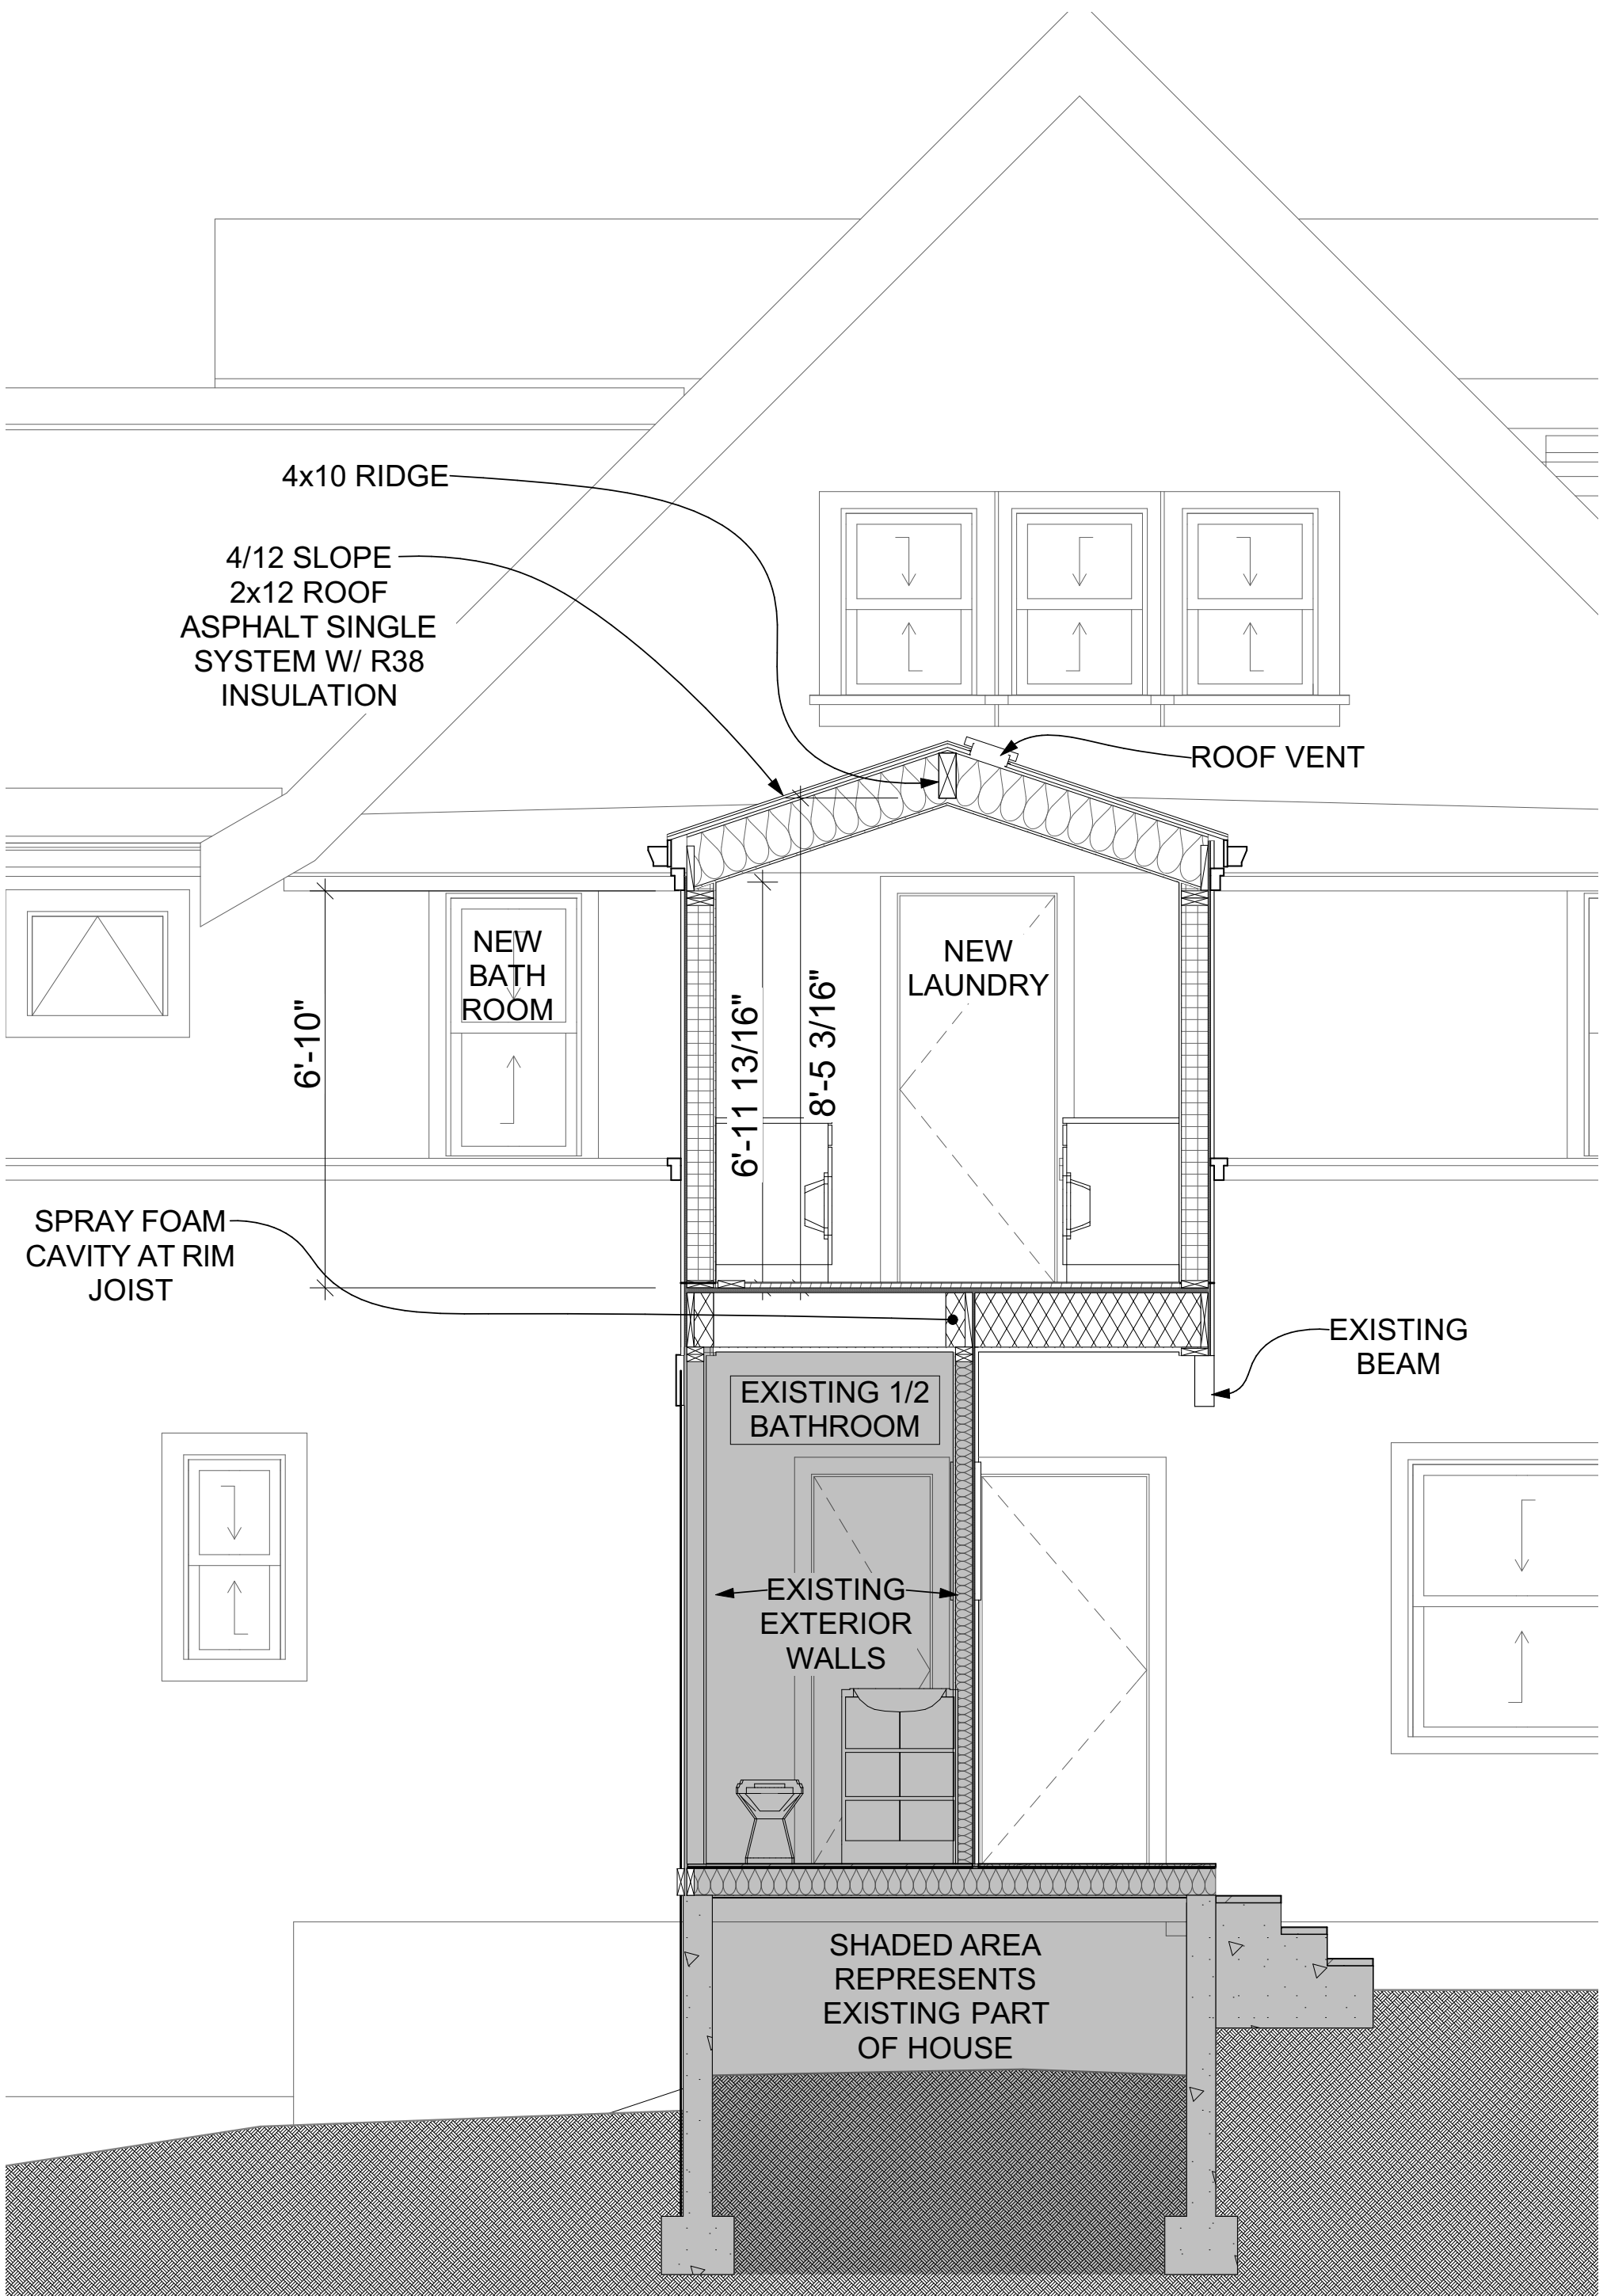 4x10 RIDGE
4/12 SLOPE
2x12 ROOF
ASPHALT SINGLE
SYSTEM W/ R38
INSULATION
ROOF VENT
NEW
BATH
ROOM
NEW
LAUNDRY
6'-10"
6'-11 13/16"
8'-5 3/16"
SPRAY FOAM
CAVITY AT RIM
JOIST
EXISTING
BEAM
EXISTING 1/2
BATHROOM
EXISTING
EXTERIOR
WALLS
SHADED AREA
REPRESENTS
EXISTING PART
OF HOUSE